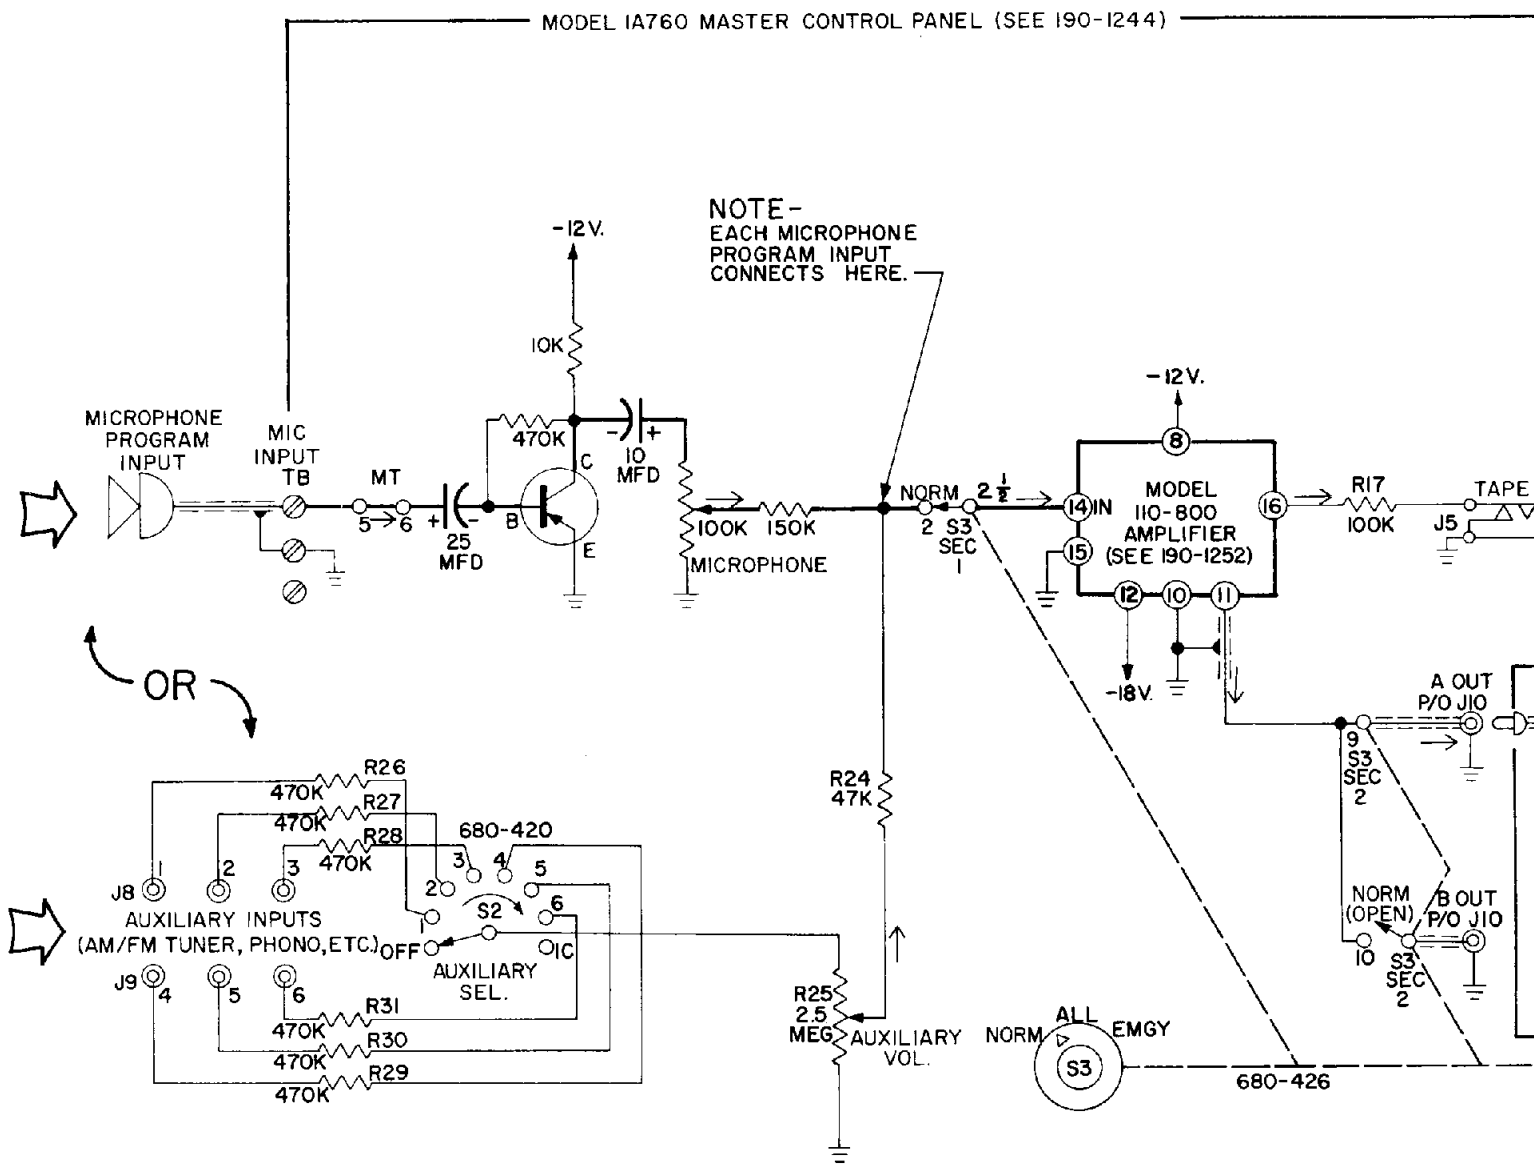 MODEL 1A760 MASTER CONTROL PANEL (SEE 190-1244)
NOTE-
EACH MICROPHONE
PROGRAM INPUT
CONNECTS HERE.
-12V.
10K
470K
-
+
10
MFD
MICROPHONE
PROGRAM
INPUT
MIC
INPUT
TB
MT
5
6
+
-
25
MFD
B
C
E
100K
150K
MICROPHONE
NORM
2
S3
SEC
1
2 1/2
-12V.
8
14
IN
15
MODEL
110-800
AMPLIFIER
(SEE 190-1252)
16
12
10
11
-18V.
R17
100K
TAPE
J5
OR
A OUT
P/O J10
9
S3
SEC
2
NORM
(OPEN)
B OUT
P/O J10
10
S3
SEC
2
R24
47K
R26
470K
R27
470K
R28
470K
680-420
J8
1
2
3
AUXILIARY INPUTS
(AM/FM TUNER, PHONO, ETC.)
J9
4
5
6
OFF
1
2
3
4
5
6
1C
S2
AUXILIARY
SEL.
R31
470K
R30
470K
R29
470K
R25
2.5
MEG
AUXILIARY
VOL.
NORM
ALL
EMGY
S3
680-426